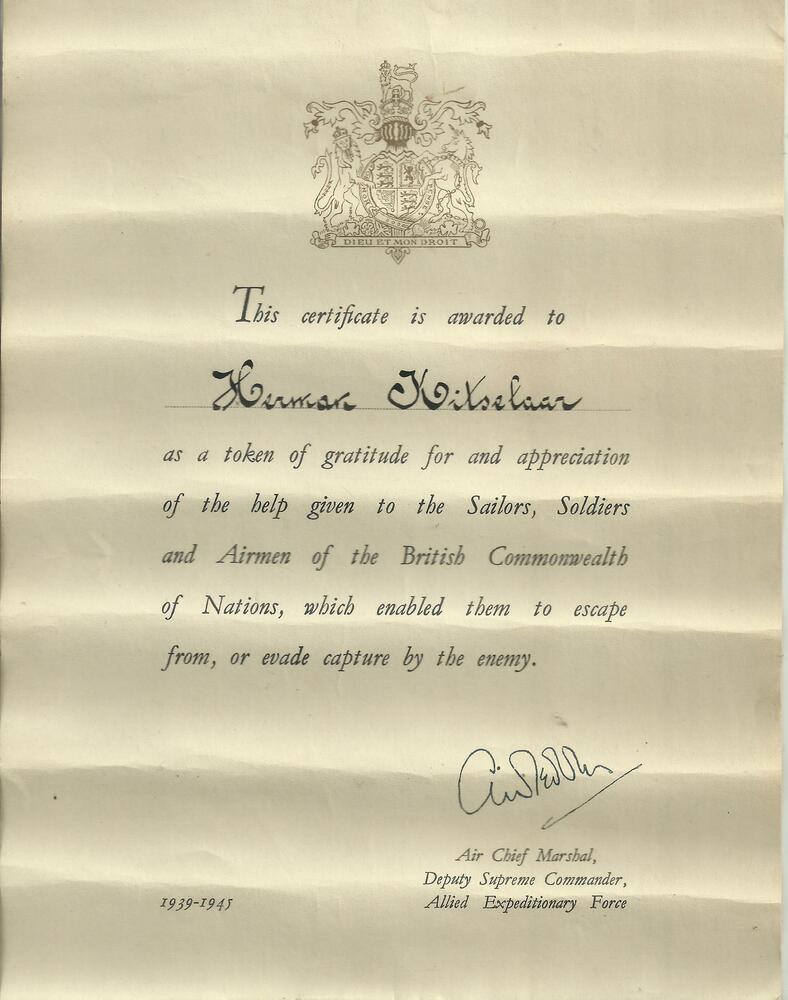 DIEU ET MON DROIT
This certificate is awarded to
Herman Kitselaar
as a token of gratitude for and appreciation
of the help given to the Sailors, Soldiers
and Airmen of the British Commonwealth
of Nations, which enabled them to escape
from, or evade capture by the enemy.
Air Chief Marshal,
Deputy Supreme Commander,
1939-1945 Allied Expeditionary Force